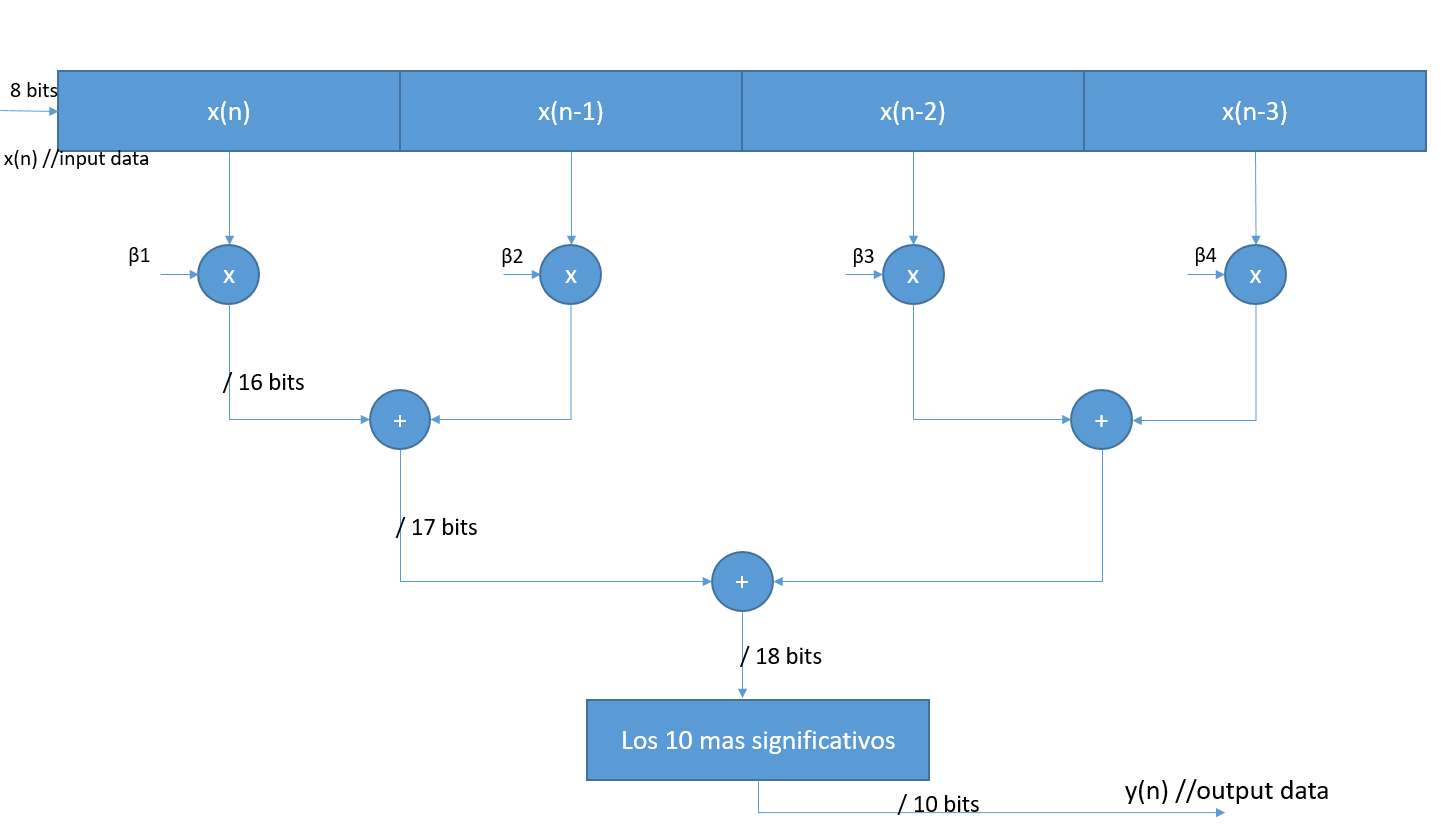 8 bits
x(n)
x(n-1)
x(n-2)
x(n-3)
x(n) //input data
β1
x
β2
x
β3
x
β4
x
/ 16 bits
+
+
/ 17 bits
+
/ 18 bits
Los 10 mas significativos
y(n) //output data
/ 10 bits